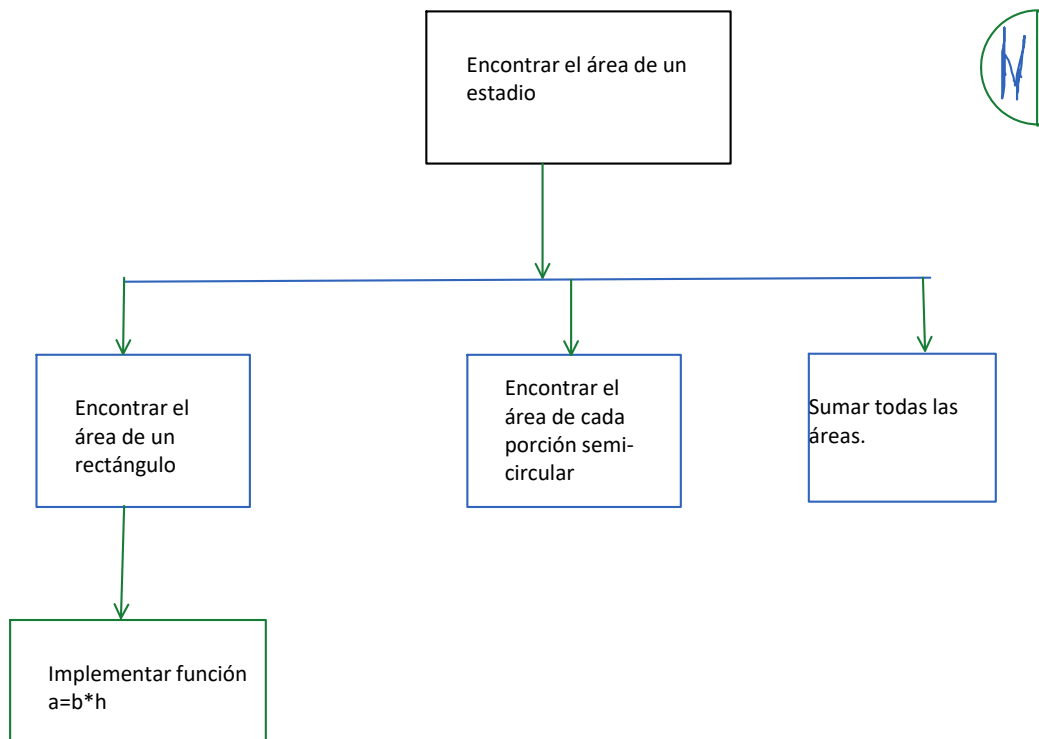 Encontrar el área de un
estadio
Encontrar el
área de un
rectángulo
Encontrar el
área de cada
porción semi-
circular
Sumar todas las
áreas.
Implementar función
a=b*h